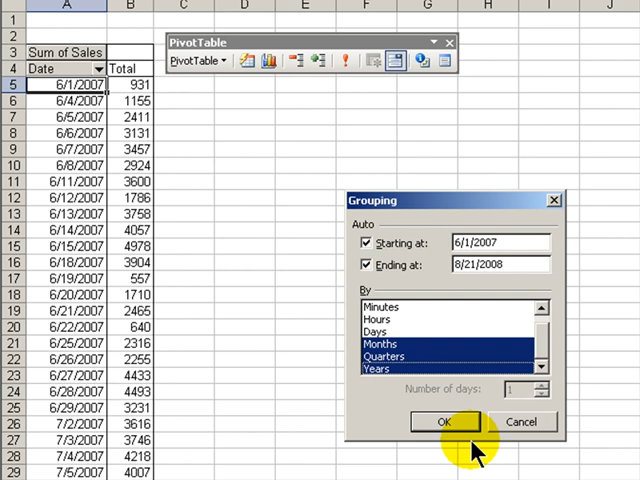 A B C D E F G H I J
1
2
3 Sum of Sales
4 Date Total
5 6/1/2007 931
6 6/4/2007 1155
7 6/5/2007 2411
8 6/6/2007 3131
9 6/7/2007 3457
10 6/8/2007 2924
11 6/11/2007 3600
12 6/12/2007 1786
13 6/13/2007 3758
14 6/14/2007 4057
15 6/15/2007 4978
16 6/18/2007 3904
17 6/19/2007 557
18 6/20/2007 1710
19 6/21/2007 2465
20 6/22/2007 640
21 6/25/2007 2316
22 6/26/2007 2255
23 6/27/2007 4433
24 6/28/2007 4493
25 6/29/2007 3231
26 7/2/2007 3616
27 7/3/2007 3746
28 7/4/2007 4218
29 7/5/2007 4007
PivotTable
PivotTable
Grouping
Auto
Starting at: 6/1/2007
Ending at: 8/21/2008
By
Minutes
Hours
Days
Months
Quarters
Years
Number of days: 1
OK Cancel